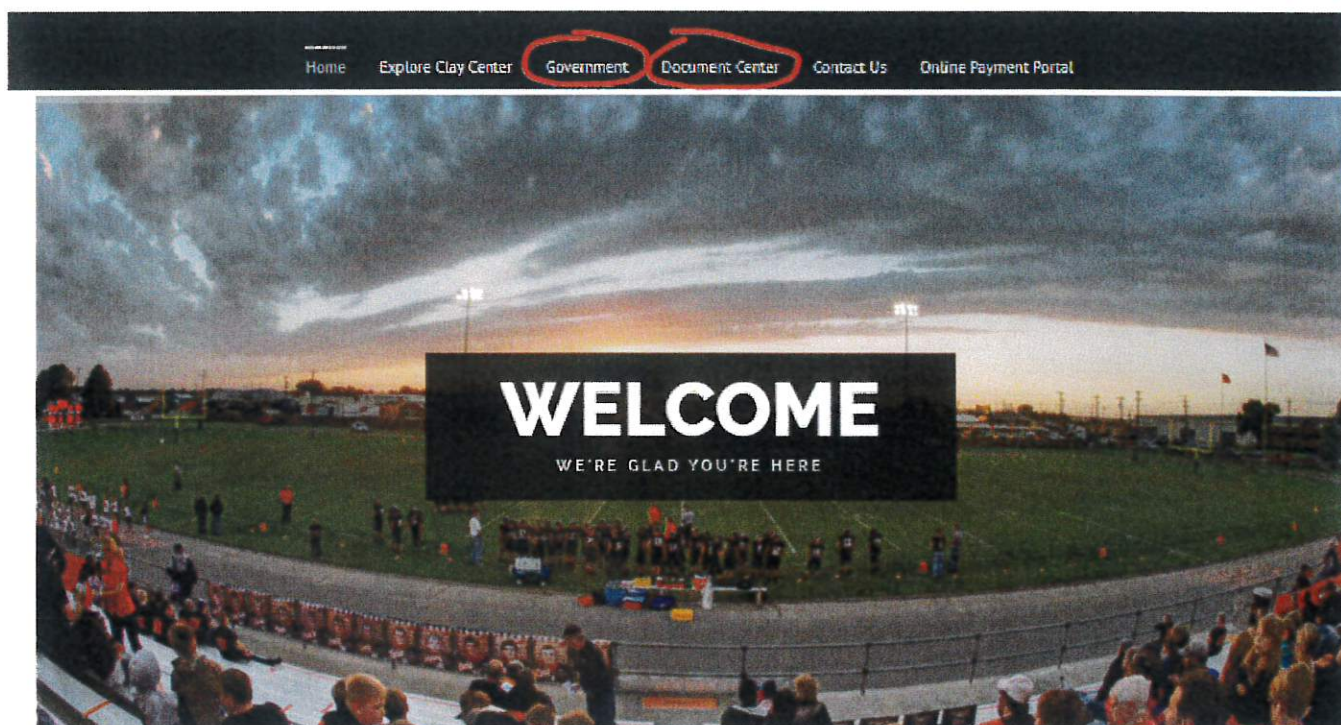 Home Explore Clay Center Government Document Center Contact Us Online Payment Portal
WELCOME
WE'RE GLAD YOU'RE HERE